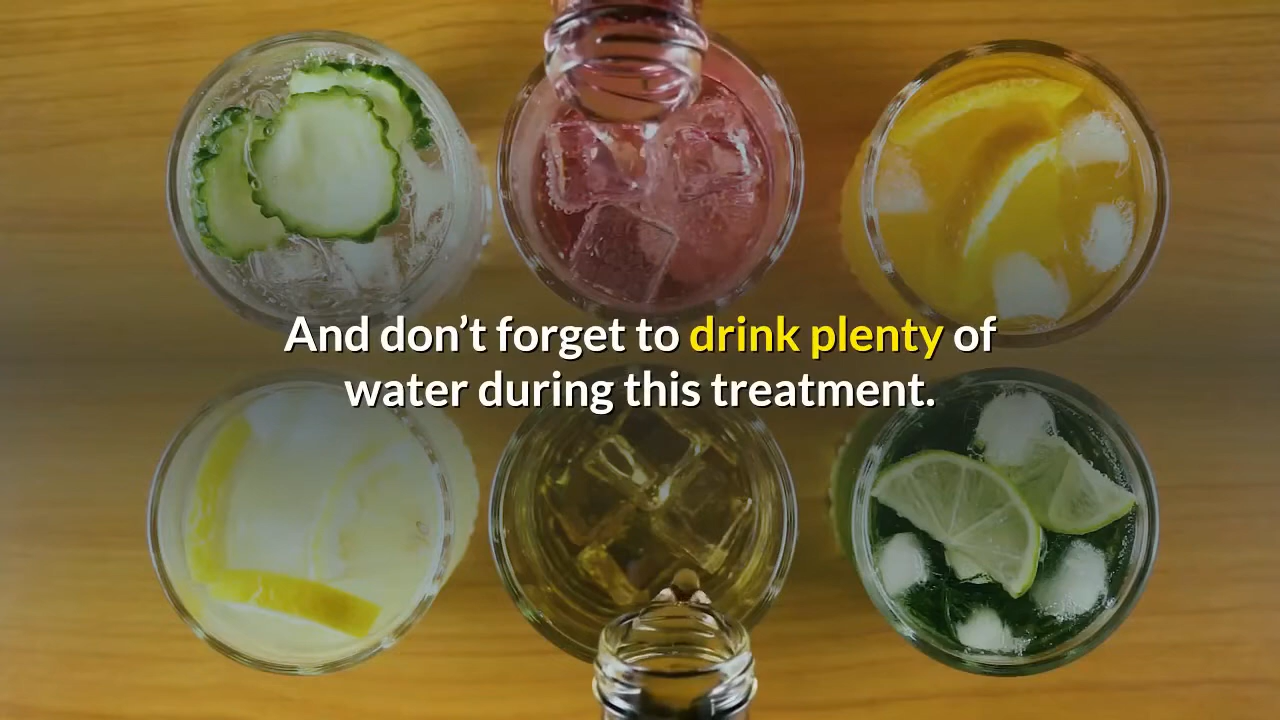 And don’t forget to drink plenty of
water during this treatment.